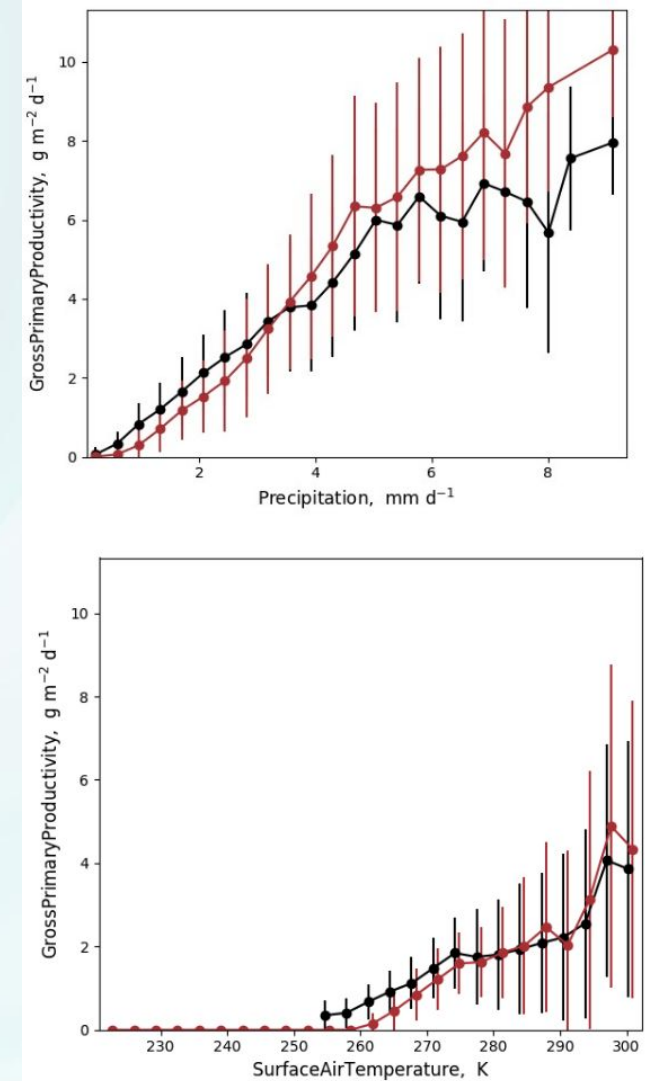 10
8
6
4
2
0
GrossPrimaryProductivity, g m⁻² d⁻¹
2 4 6 8
Precipitation, mm d⁻¹
10
8
6
4
2
0
GrossPrimaryProductivity, g m⁻² d⁻¹
230 240 250 260 270 280 290 300
SurfaceAirTemperature, K